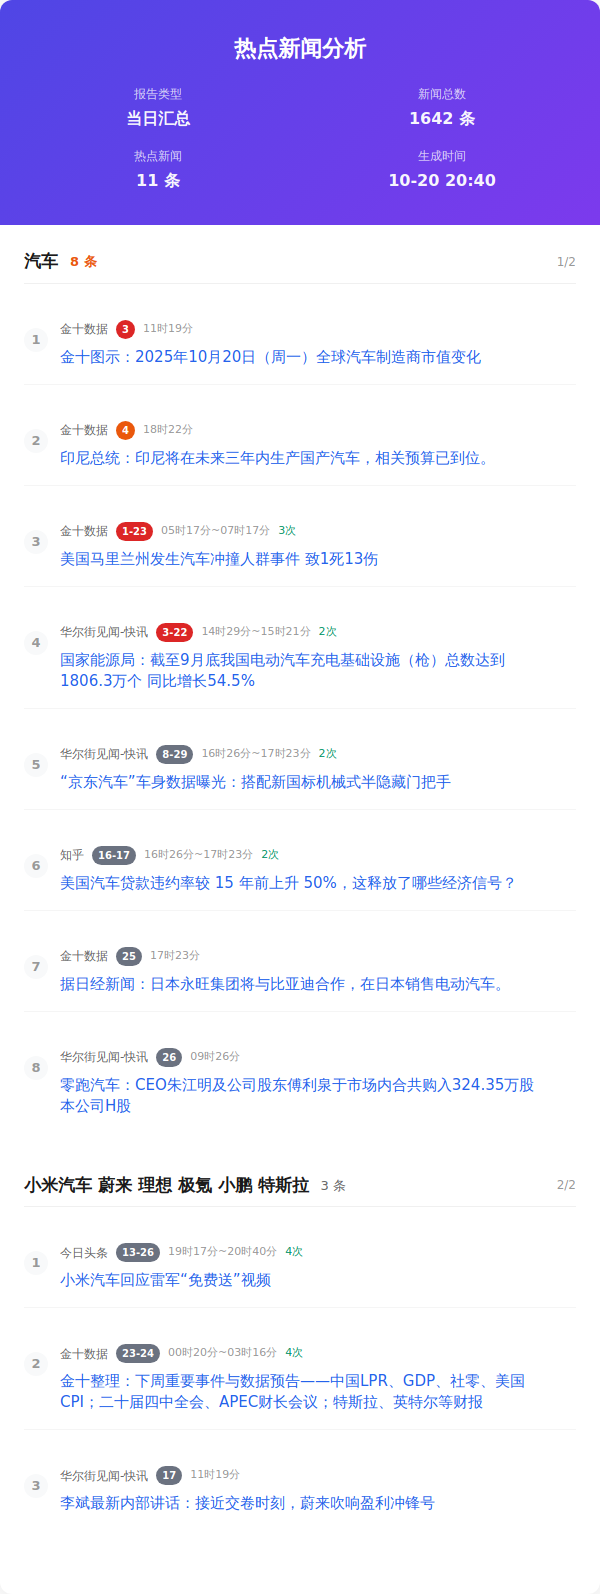 热点新闻分析
报告类型
新闻总数
当日汇总
1642 条
热点新闻
生成时间
11 条
10-20 20:40
汽车 8 条 1/2
1 金十数据 3 11时19分
金十图示：2025年10月20日（周一）全球汽车制造商市值变化
2 金十数据 4 18时22分
印尼总统：印尼将在未来三年内生产国产汽车，相关预算已到位。
3 金十数据 1-23 05时17分~07时17分 3次
美国马里兰州发生汽车冲撞人群事件 致1死13伤
4 华尔街见闻-快讯 3-22 14时29分~15时21分 2次
国家能源局：截至9月底我国电动汽车充电基础设施（枪）总数达到
1806.3万个 同比增长54.5%
5 华尔街见闻-快讯 8-29 16时26分~17时23分 2次
“京东汽车”车身数据曝光：搭配新国标机械式半隐藏门把手
6 知乎 16-17 16时26分~17时23分 2次
美国汽车贷款违约率较 15 年前上升 50%，这释放了哪些经济信号？
7 金十数据 25 17时23分
据日经新闻：日本永旺集团将与比亚迪合作，在日本销售电动汽车。
8 华尔街见闻-快讯 26 09时26分
零跑汽车：CEO朱江明及公司股东傅利泉于市场内合共购入324.35万股
本公司H股
小米汽车 蔚来 理想 极氪 小鹏 特斯拉 3 条 2/2
1 今日头条 13-26 19时17分~20时40分 4次
小米汽车回应雷军“免费送”视频
2 金十数据 23-24 00时20分~03时16分 4次
金十整理：下周重要事件与数据预告——中国LPR、GDP、社零、美国
CPI；二十届四中全会、APEC财长会议；特斯拉、英特尔等财报
3 华尔街见闻-快讯 17 11时19分
李斌最新内部讲话：接近交卷时刻，蔚来吹响盈利冲锋号